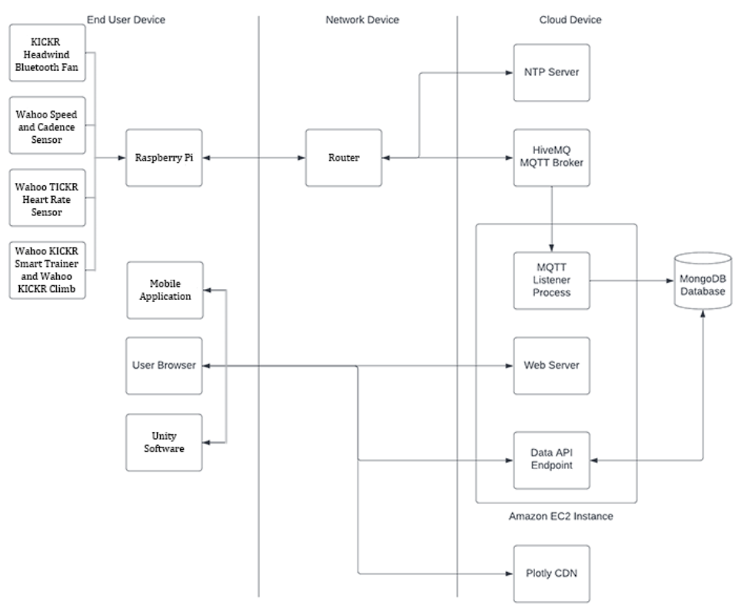 End User Device
Network Device
Cloud Device
KICKR
Headwind
Bluetooth Fan
Wahoo Speed
and Cadence
Sensor
Wahoo TICKR
Heart Rate
Sensor
Wahoo KICKR
Smart Trainer
and Wahoo
KICKR Climb
Raspberry Pi
Router
NTP Server
HiveMQ
MQTT Broker
MQTT
Listener
Process
MongoDB
Database
Mobile
Application
User Browser
Unity
Software
Web Server
Data API
Endpoint
Amazon EC2 Instance
Plotly CDN